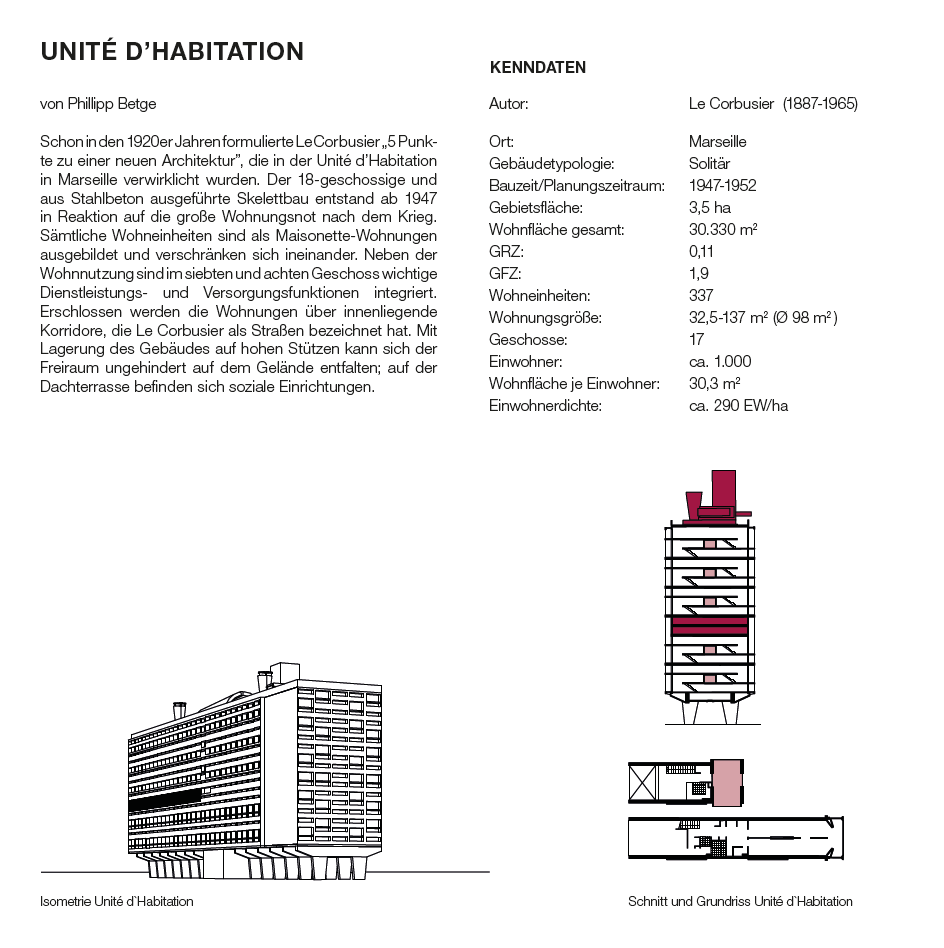 UNITÉ D’HABITATION
von Phillipp Betge
Schon in den 1920er Jahren formulierte Le Corbusier „5 Punk-
te zu einer neuen Architektur”, die in der Unité d’Habitation
in Marseille verwirklicht wurden. Der 18-geschossige und
aus Stahlbeton ausgeführte Skelettbau entstand ab 1947
in Reaktion auf die große Wohnungsnot nach dem Krieg.
Sämtliche Wohneinheiten sind als Maisonette-Wohnungen
ausgebildet und verschränken sich ineinander. Neben der
Wohnnutzung sind im siebten und achten Geschoss wichtige
Dienstleistungs- und Versorgungsfunktionen integriert.
Erschlossen werden die Wohnungen über innenliegende
Korridore, die Le Corbusier als Straßen bezeichnet hat. Mit
Lagerung des Gebäudes auf hohen Stützen kann sich der
Freiraum ungehindert auf dem Gelände entfalten; auf der
Dachterrasse befinden sich soziale Einrichtungen.
KENNDATEN
Autor: Le Corbusier (1887-1965)
Ort: Marseille
Gebäudetypologie: Solitär
Bauzeit/Planungszeitraum: 1947-1952
Gebietsfläche: 3,5 ha
Wohnfläche gesamt: 30.330 m²
GRZ: 0,11
GFZ: 1,9
Wohneinheiten: 337
Wohnungsgröße: 32,5-137 m² (Ø 98 m²)
Geschosse: 17
Einwohner: ca. 1.000
Wohnfläche je Einwohner: 30,3 m²
Einwohnerdichte: ca. 290 EW/ha
Isometrie Unité d`Habitation
Schnitt und Grundriss Unité d`Habitation